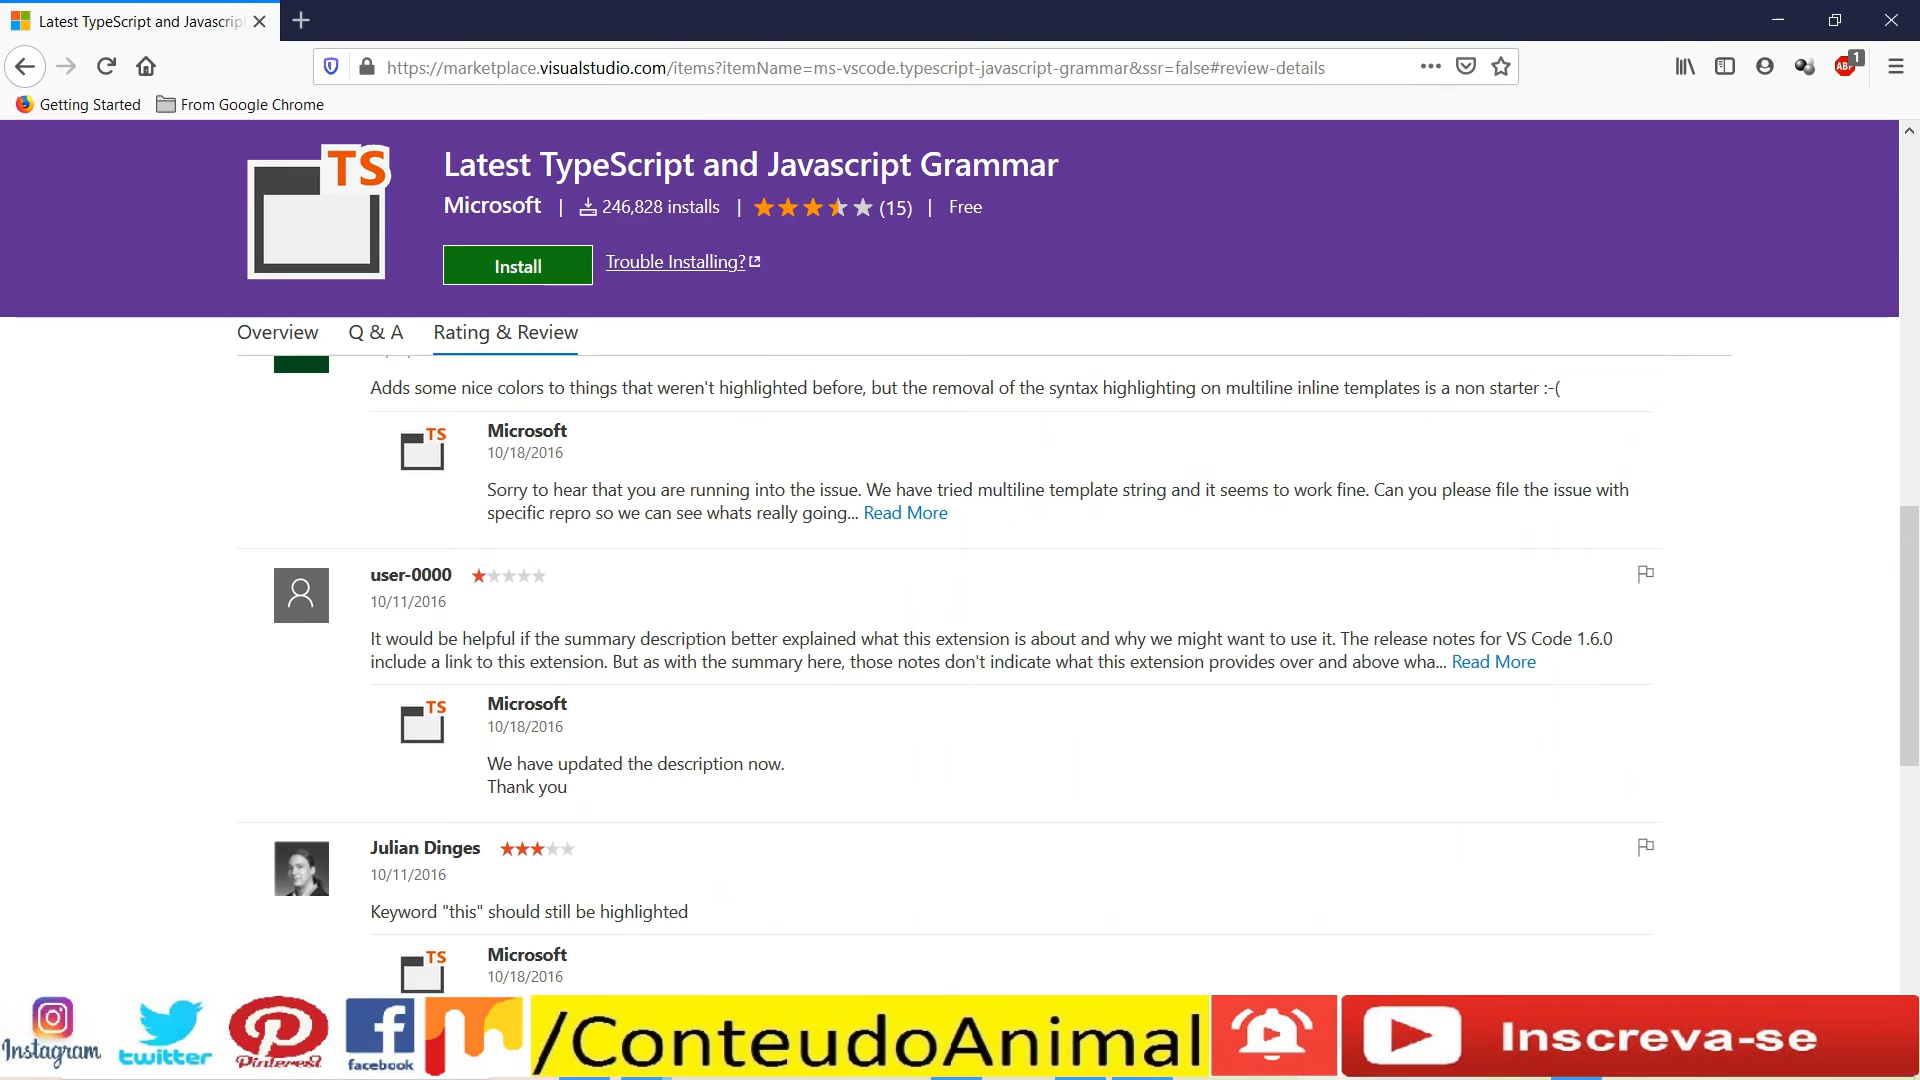 Latest TypeScript and Javascrip
https://marketplace.visualstudio.com/items?itemName=ms-vscode.typescript-javascript-grammar&ssr=false#review-details
ABP
1
Getting Started
From Google Chrome
TS
Latest TypeScript and Javascript Grammar
Microsoft | 246,828 installs | (15) | Free
Install
Trouble Installing?
Overview
Q & A
Rating & Review
Adds some nice colors to things that weren't highlighted before, but the removal of the syntax highlighting on multiline inline templates is a non starter :-(
TS
Microsoft
10/18/2016
Sorry to hear that you are running into the issue. We have tried multiline template string and it seems to work fine. Can you please file the issue with
specific repro so we can see whats really going... Read More
user-0000
10/11/2016
It would be helpful if the summary description better explained what this extension is about and why we might want to use it. The release notes for VS Code 1.6.0
include a link to this extension. But as with the summary here, those notes don't indicate what this extension provides over and above wha... Read More
TS
Microsoft
10/18/2016
We have updated the description now.
Thank you
Julian Dinges
10/11/2016
Keyword "this" should still be highlighted
TS
Microsoft
10/18/2016
Instagram
twitter
Pinterest
facebook
/ConteudoAnimal
Inscreva-se